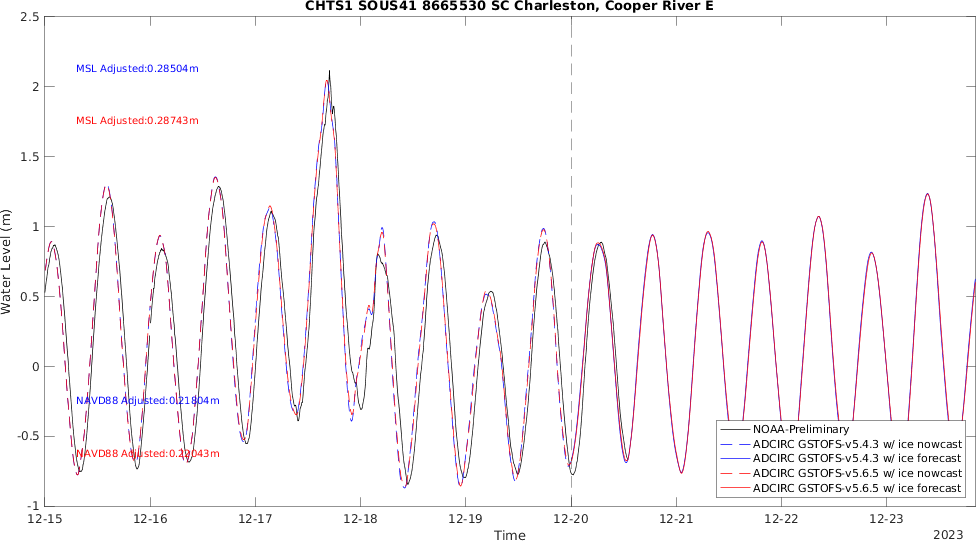 CHTS1 SOUS41 8665530 SC Charleston, Cooper River E
2.5
2
1.5
1
0.5
0
-0.5
-1
Water Level (m)
MSL Adjusted:0.28504m
MSL Adjusted:0.28743m
NAVD88 Adjusted:0.21804m
NAVD88 Adjusted:0.22043m
NOAA-Preliminary
ADCIRC GSTOFS-v5.4.3 w/ ice nowcast
ADCIRC GSTOFS-v5.4.3 w/ ice forecast
ADCIRC GSTOFS-v5.6.5 w/ ice nowcast
ADCIRC GSTOFS-v5.6.5 w/ ice forecast
12-15 12-16 12-17 12-18 12-19 12-20 12-21 12-22 12-23
Time
2023